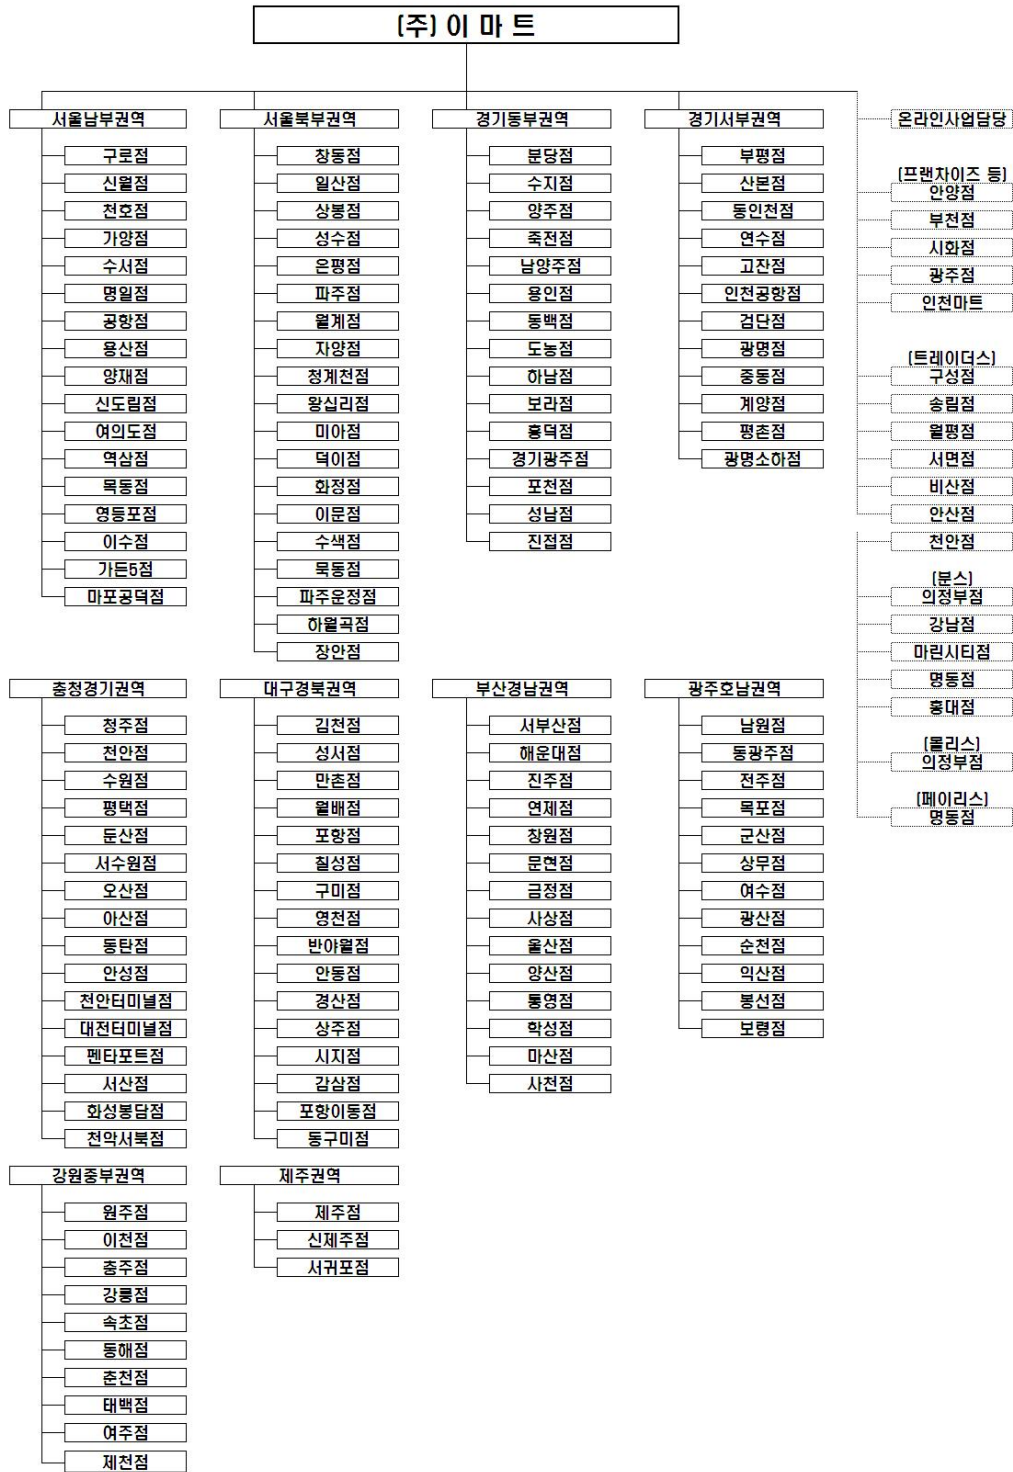 (주) 이 마 트
서울남부권역
구로점
신월점
천호점
가양점
수서점
명일점
공항점
용산점
양재점
신도림점
여의도점
역삼점
목동점
영등포점
이수점
가든5점
마포공덕점
서울북부권역
창동점
일산점
상봉점
성수점
은평점
파주점
월계점
자양점
청계천점
왕십리점
미아점
덕이점
화정점
이문점
수색점
묵동점
파주운정점
하월곡점
장안점
경기동부권역
분당점
수지점
양주점
죽전점
남양주점
용인점
동백점
도농점
하남점
보라점
흥덕점
경기광주점
포천점
성남점
진접점
경기서부권역
부평점
산본점
동인천점
연수점
고잔점
인천공항점
검단점
광명점
중동점
계양점
평촌점
광명소하점
온라인사업담당
(프랜차이즈 등)
안양점
부천점
시화점
광주점
인천마트
(트레이더스)
구성점
송림점
월평점
서면점
비산점
안산점
천안점
(분스)
의정부점
강남점
마린시티점
명동점
홍대점
(몰리스)
의정부점
(페이리스)
명동점
충청경기권역
청주점
천안점
수원점
평택점
둔산점
서수원점
오산점
아산점
동탄점
안성점
천안터미널점
대전터미널점
펜타포트점
서산점
화성봉담점
천악서북점
대구경북권역
김천점
성서점
만촌점
월배점
포항점
칠성점
구미점
영천점
반야월점
안동점
경산점
상주점
시지점
감삼점
포항이동점
동구미점
부산경남권역
서부산점
해운대점
진주점
연제점
창원점
문현점
금정점
사상점
울산점
양산점
통영점
학성점
마산점
사천점
광주호남권역
남원점
동광주점
전주점
목포점
군산점
상무점
여수점
광산점
순천점
익산점
봉선점
보령점
강원중부권역
원주점
이천점
충주점
강릉점
속초점
동해점
춘천점
태백점
여주점
제천점
제주권역
제주점
신제주점
서귀포점